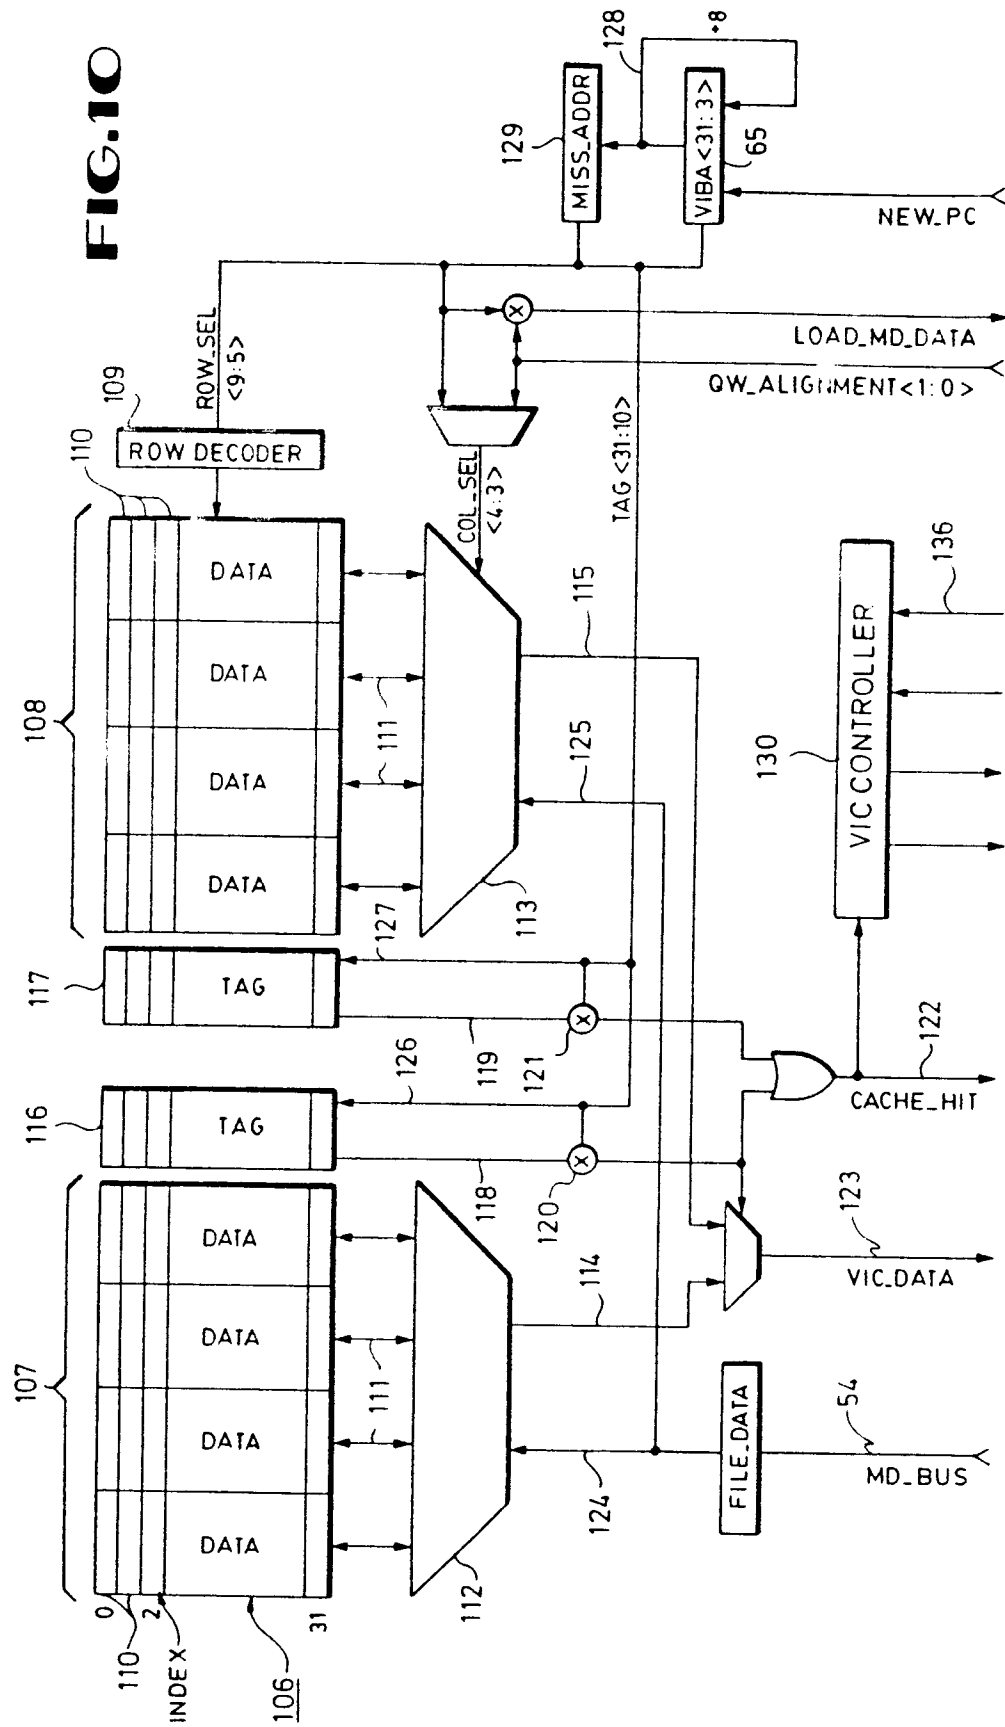 FIG.10
107
0
110
2
INDEX
106
31
DATA
DATA
DATA
DATA
111
112
116
TAG
117
TAG
108
DATA
DATA
DATA
DATA
111
113
110
109
ROW DECODER
ROW_SEL
<9:5>
COL_SEL
<4:3>
118
126
119
127
120
121
114
124
125
115
TAG<31:10>
129
MISS_ADDR
128
+8
VIBA<31:3>
65
NEW_PC
LOAD_MD_DATA
QW_ALIGNMENT<1:0>
130
VIC CONTROLLER
136
122
CACHE_HIT
123
VIC_DATA
FILE_DATA
54
MD_BUS